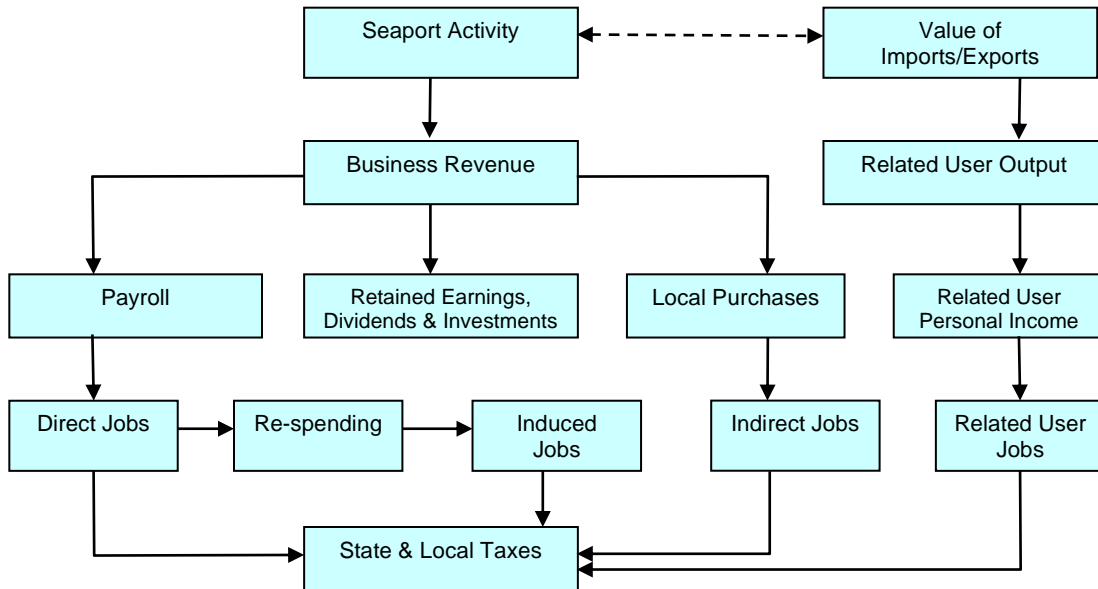 Seaport Activity
Value of
Imports/Exports
Business Revenue
Related User Output
Payroll
Retained Earnings,
Dividends & Investments
Local Purchases
Related User
Personal Income
Direct Jobs
Re-spending
Induced
Jobs
Indirect Jobs
Related User
Jobs
State & Local Taxes